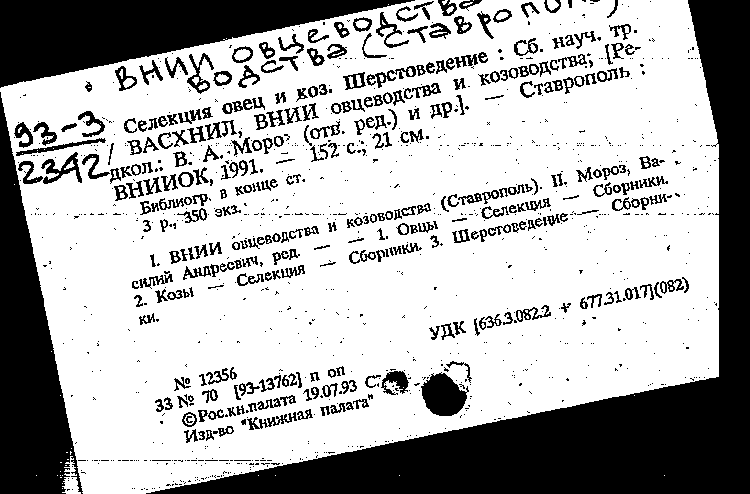 ВНИИ ОВЦЕВОДСТВА
ВОДСТВА (СТАВРОПОЛЬ)
93-3
2342
Селекция овец и коз. Шерстоведение : Сб. науч. тр.
/ ВАСХНИЛ, ВНИИ овцеводства и козоводства; [Ре-
дкол.: В. А. Мороз (отв. ред.) и др.]. — Ставрополь :
ВНИИОК, 1991. — 152 с.; 21 см.
Библиогр. в конце ст.
3 р., 350 экз.
I. ВНИИ овцеводства и козоводства (Ставрополь). II. Мороз, Ва-
силий Андреевич, ред. — — 1. Овцы — Селекция — Сборники.
2. Козы — Селекция — Сборники. 3. Шерстоведение — Сборни-
ки.
УДК [636.3.082.2 + 677.31.017](082)
№ 12356
33 № 70 [93-13762] п оп
©Рос.кн.палата 19.07.93 С
Изд-во "Книжная палата"